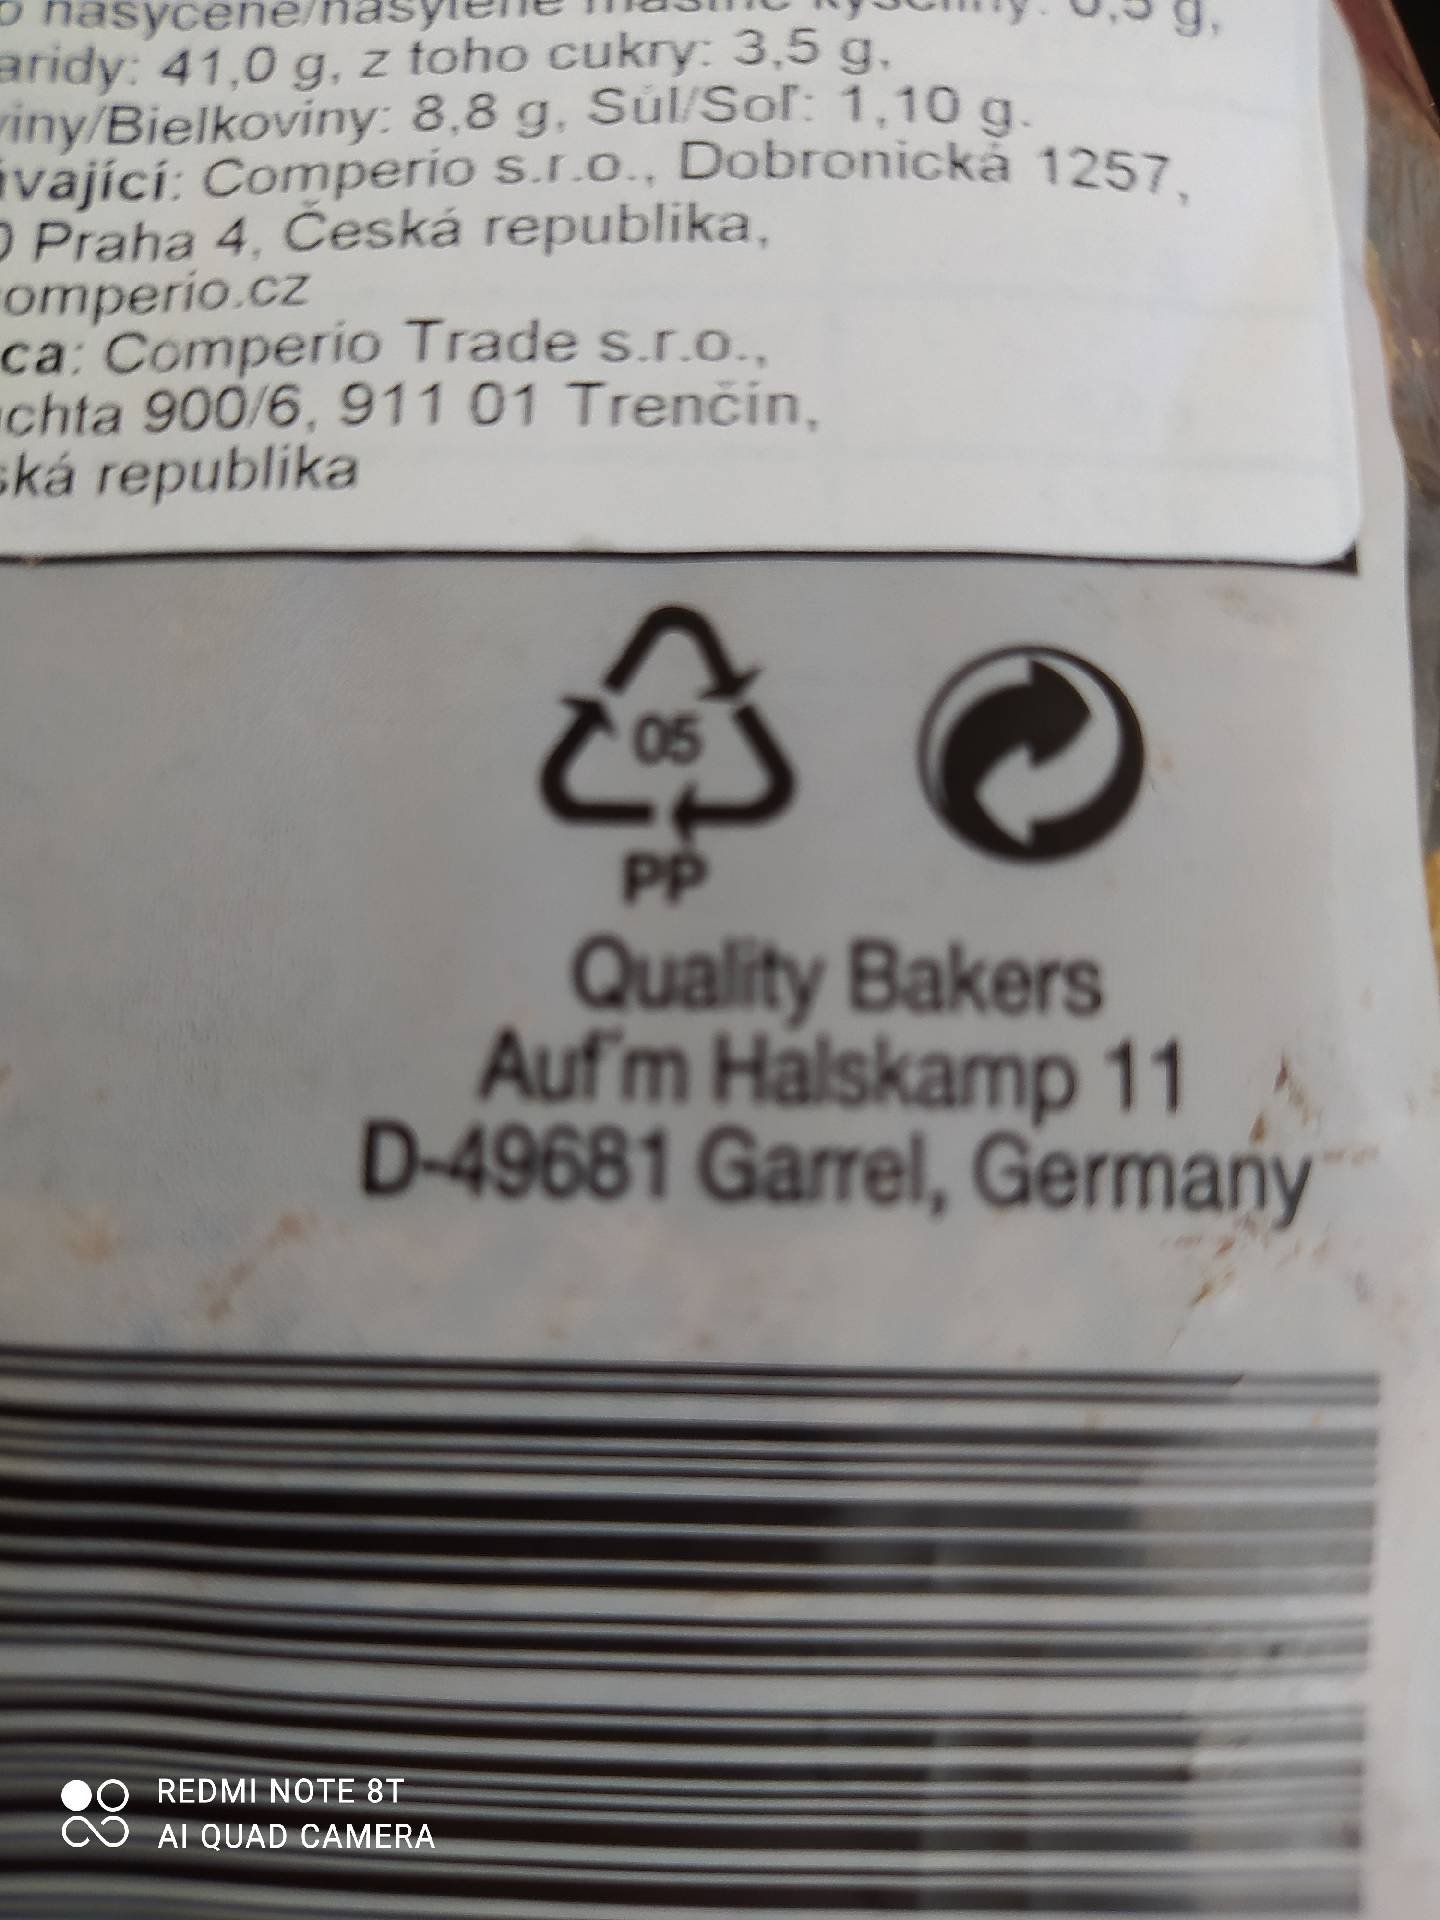 nasycené/nasýtené mastné kyseliny: 0,5 g,
aridy: 41,0 g, z toho cukry: 3,5 g,
viny/Bielkoviny: 8,8 g, Sůl/Soľ: 1,10 g.
vající: Comperio s.r.o., Dobronická 1257,
0 Praha 4, Česká republika,
omperio.cz
ca: Comperio Trade s.r.o.,
chta 900/6, 911 01 Trenčín,
ská republika
05
PP
Quality Bakers
Auf'm Halskamp 11
D-49681 Garrel, Germany
REDMI NOTE 8T
AI QUAD CAMERA